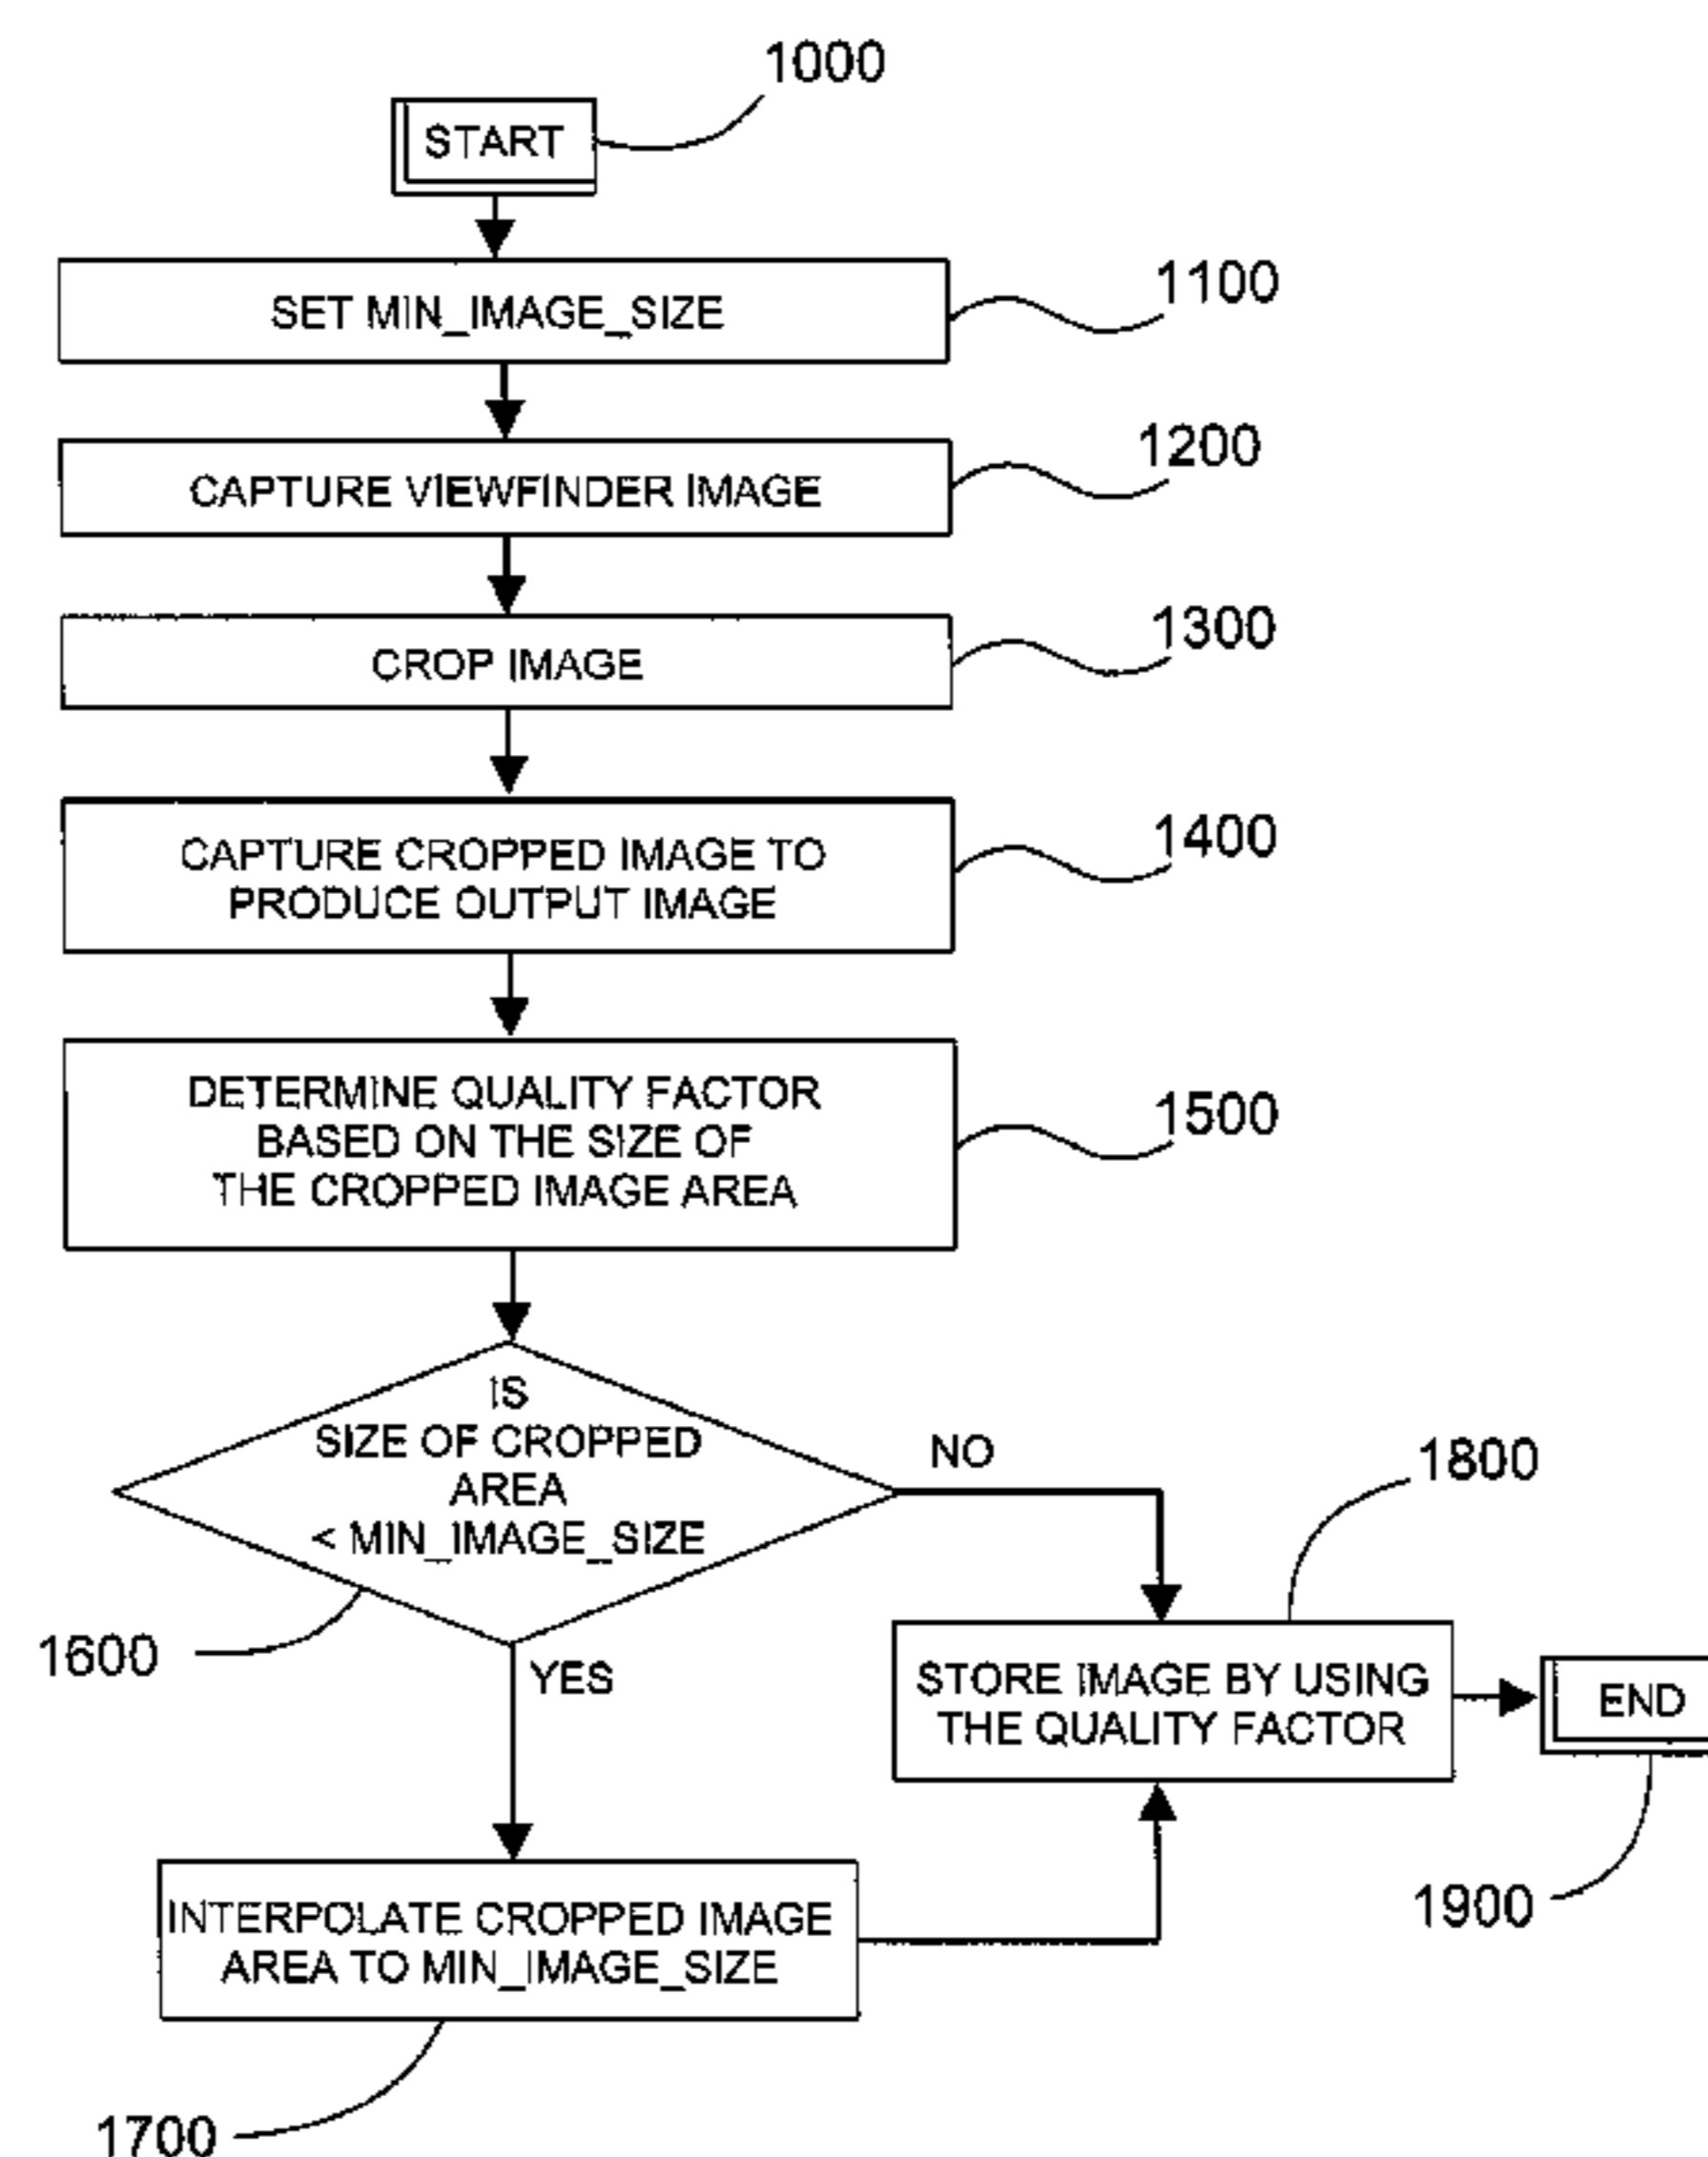 1000
START
SET MIN_IMAGE_SIZE
1100
CAPTURE VIEWFINDER IMAGE
1200
CROP IMAGE
1300
CAPTURE CROPPED IMAGE TO
PRODUCE OUTPUT IMAGE
1400
DETERMINE QUALITY FACTOR
BASED ON THE SIZE OF
THE CROPPED IMAGE AREA
1500
IS
SIZE OF CROPPED
AREA
< MIN_IMAGE_SIZE
1600
NO
YES
1800
STORE IMAGE BY USING
THE QUALITY FACTOR
END
1900
INTERPOLATE CROPPED IMAGE
AREA TO MIN_IMAGE_SIZE
1700